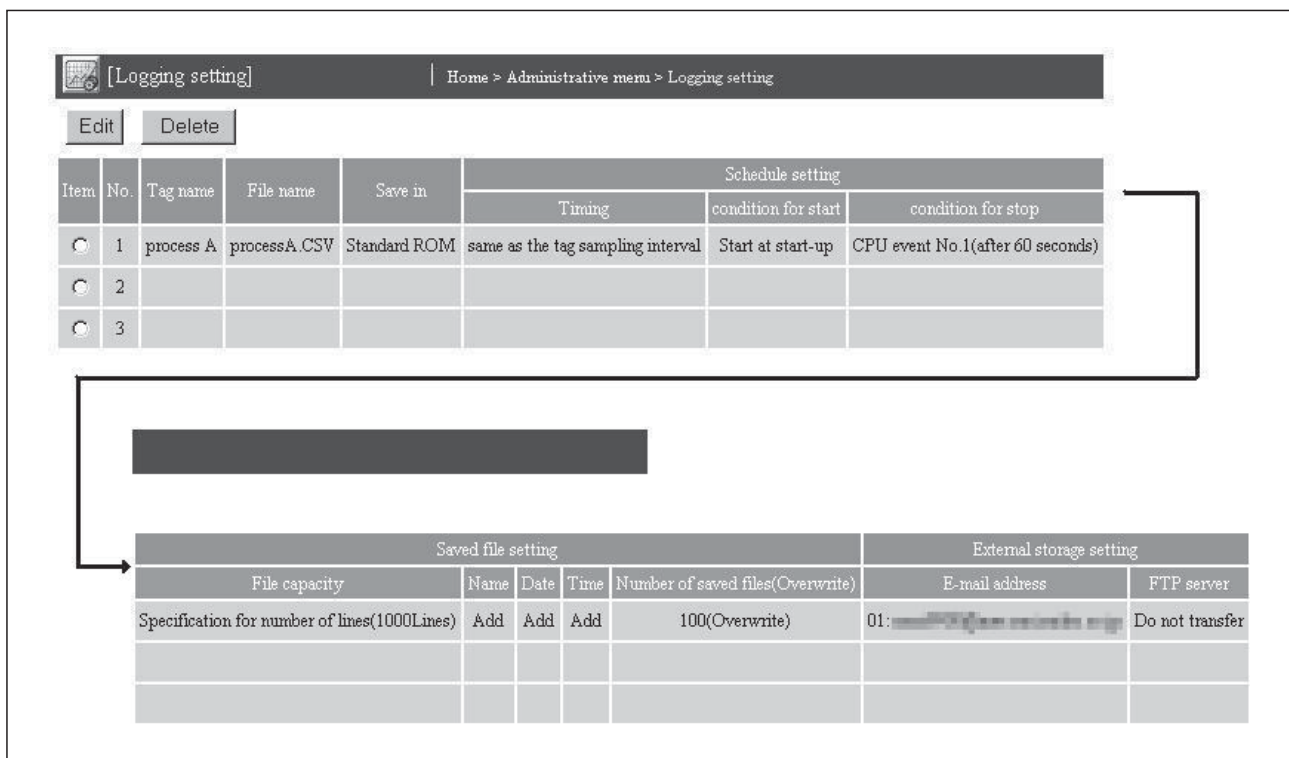 [Logging setting] Home > Administrative menu > Logging setting
Edit Delete
Item No. Tag name File name Save in Schedule setting
Timing condition for start condition for stop
1 process A processA.CSV Standard ROM same as the tag sampling interval Start at start-up CPU event No.1(after 60 seconds)
2
3
Saved file setting External storage setting
File capacity Name Date Time Number of saved files(Overwrite) E-mail address FTP server
Specification for number of lines(1000Lines) Add Add Add 100(Overwrite) 01: Do not transfer